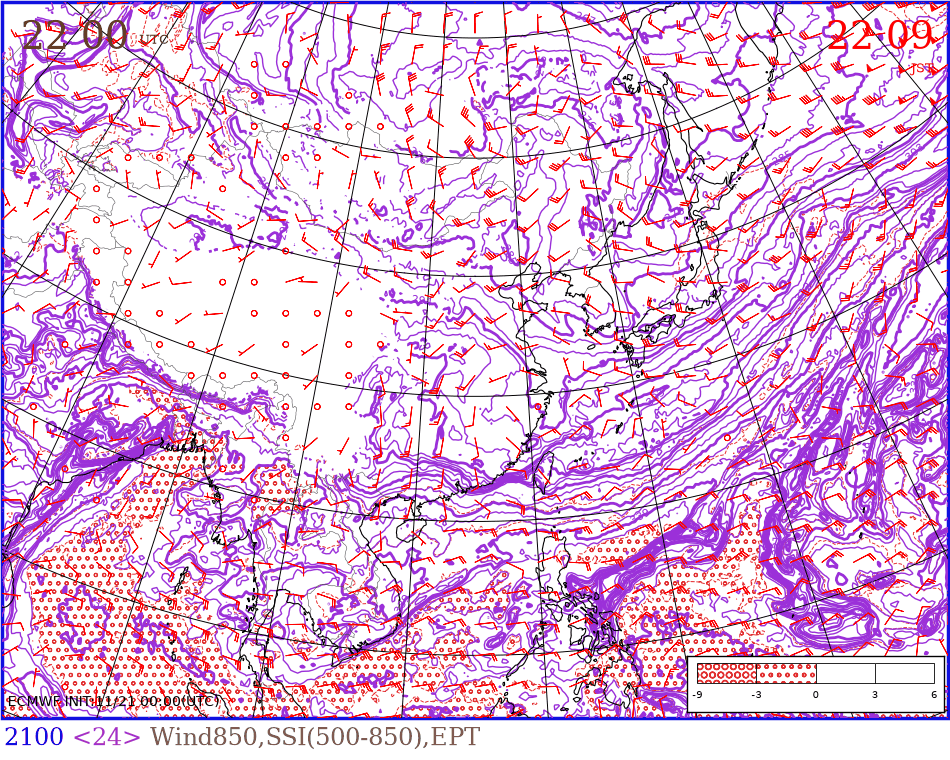 22 00 UTC 22 09
JST
ECMWF INIT 11/21 00:00(UTC)
-9 -3 0 3 6
2100 <24> Wind850,SSI(500-850),EPT